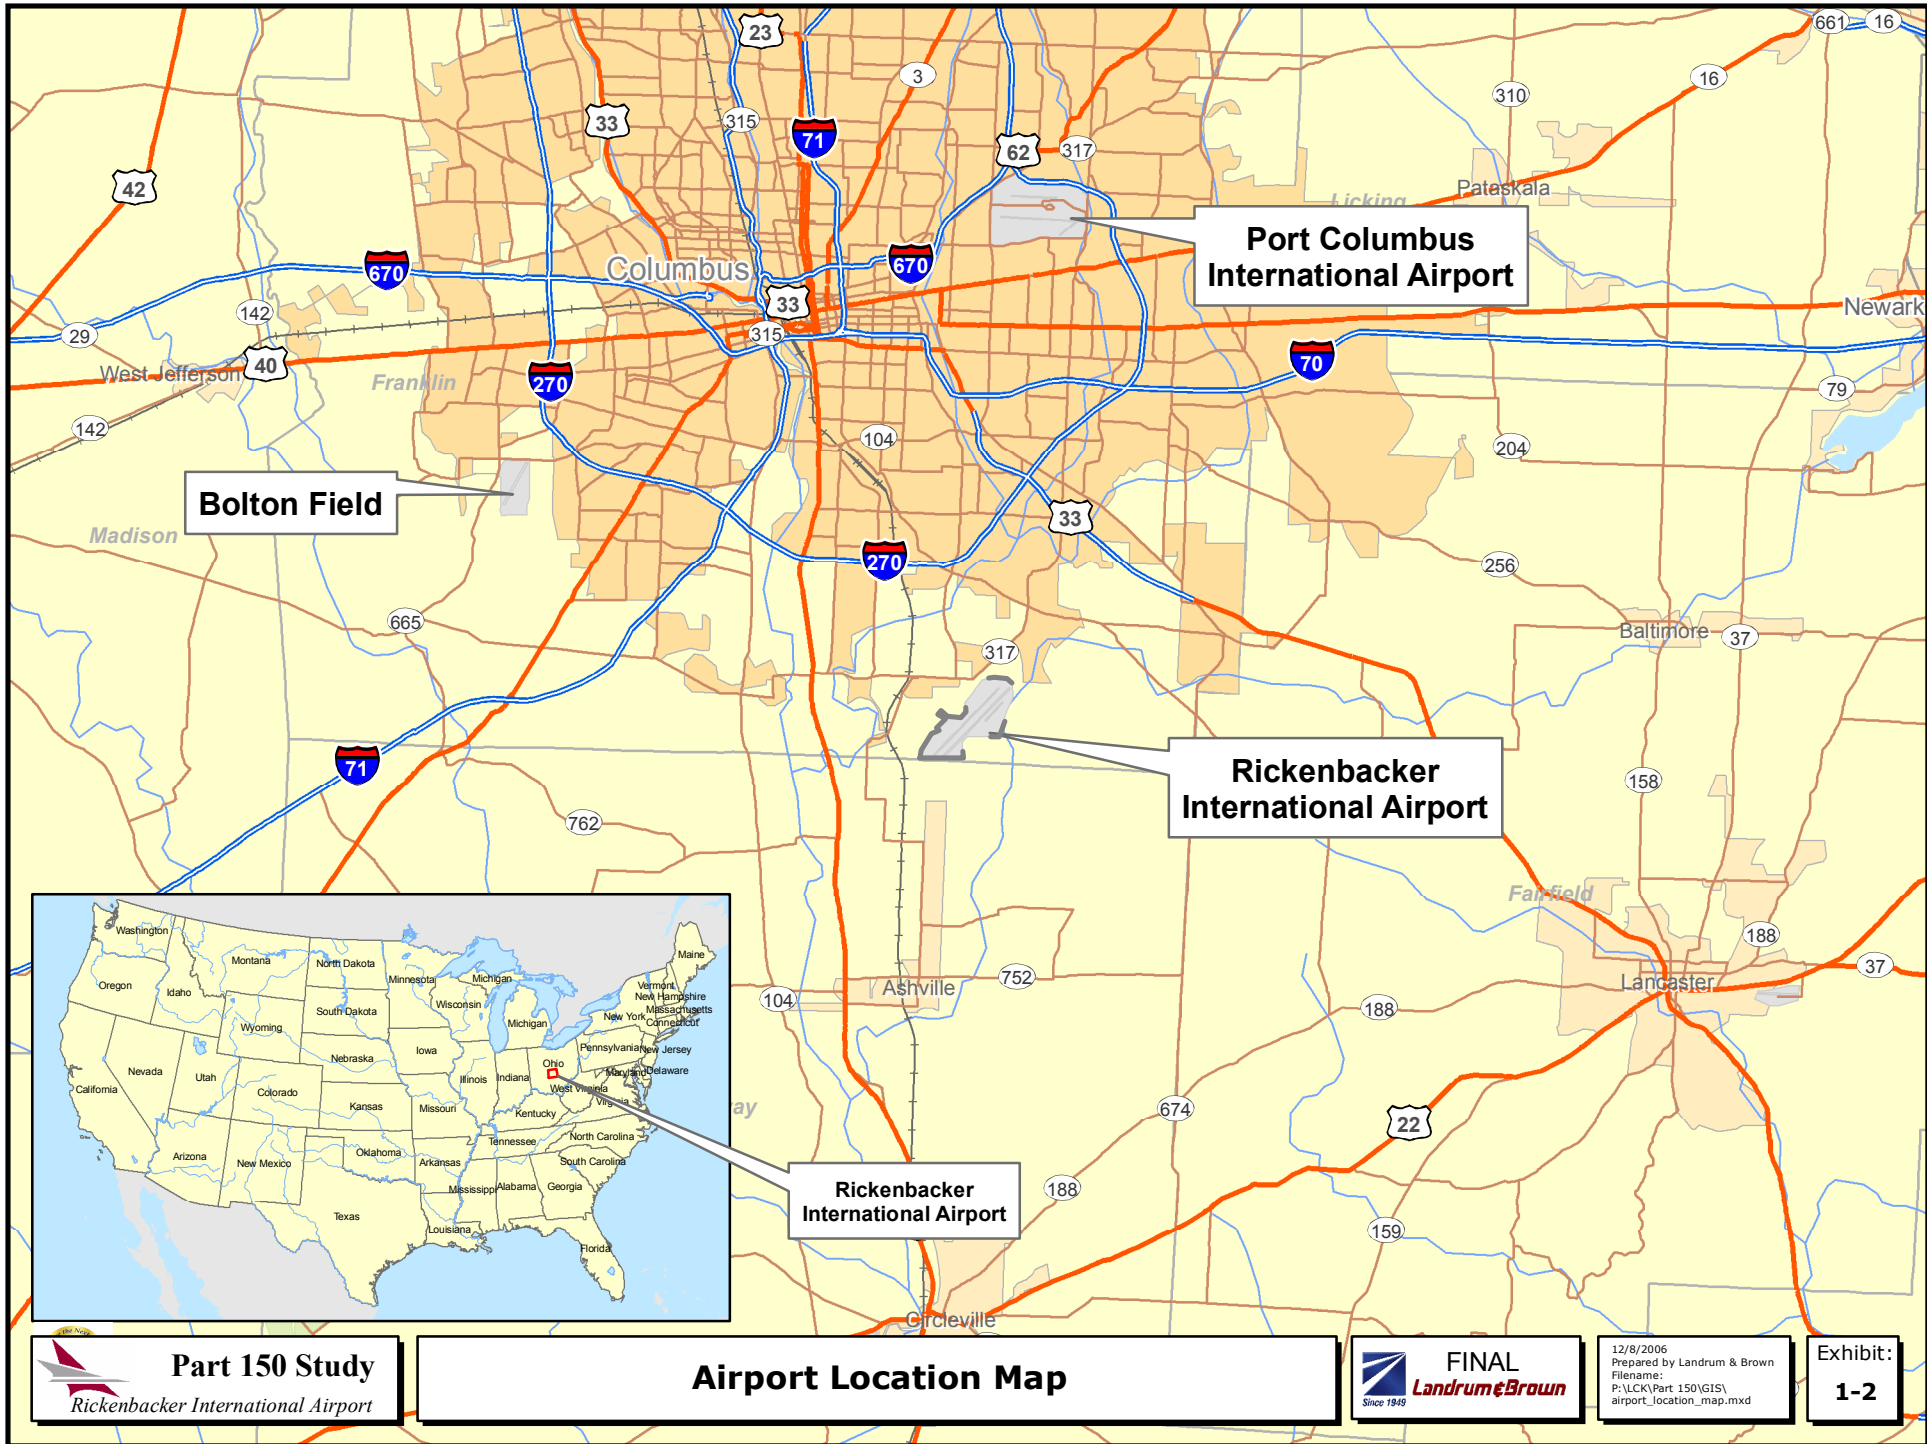 23
661
16
3
16
310
33
315
71
62
317
42
Licking
Pataskala
Port Columbus
International Airport
670
Columbus
670
33
142
29
315
Newark
40
West Jefferson
Franklin
270
70
79
142
104
204
Bolton Field
33
Madison
270
256
665
317
Baltimore
37
71
Rickenbacker
International Airport
158
762
Fairfield
188
37
752
Ashville
104
Lancaster
188
674
22
188
159
Circleville
ay
Washington
Oregon
Idaho
Montana
North Dakota
Minnesota
Michigan
Maine
Vermont
New Hampshire
Massachusetts
Connecticut
New York
Wisconsin
South Dakota
Wyoming
Michigan
Pennsylvania
New Jersey
Iowa
Nebraska
Ohio
Maryland
Delaware
Nevada
Utah
California
Illinois
Indiana
West Virginia
Virginia
Colorado
Kansas
Missouri
Kentucky
Tennessee
North Carolina
Arizona
New Mexico
Oklahoma
Arkansas
South Carolina
Mississippi
Alabama
Georgia
Texas
Louisiana
Florida
Rickenbacker
International Airport
the Next
Part 150 Study
Rickenbacker International Airport
Airport Location Map
FINAL
Landrum&Brown
Since 1949
12/8/2006
Prepared by Landrum & Brown
Filename:
P:\LCK\Part 150\GIS\
airport_location_map.mxd
Exhibit:
1-2